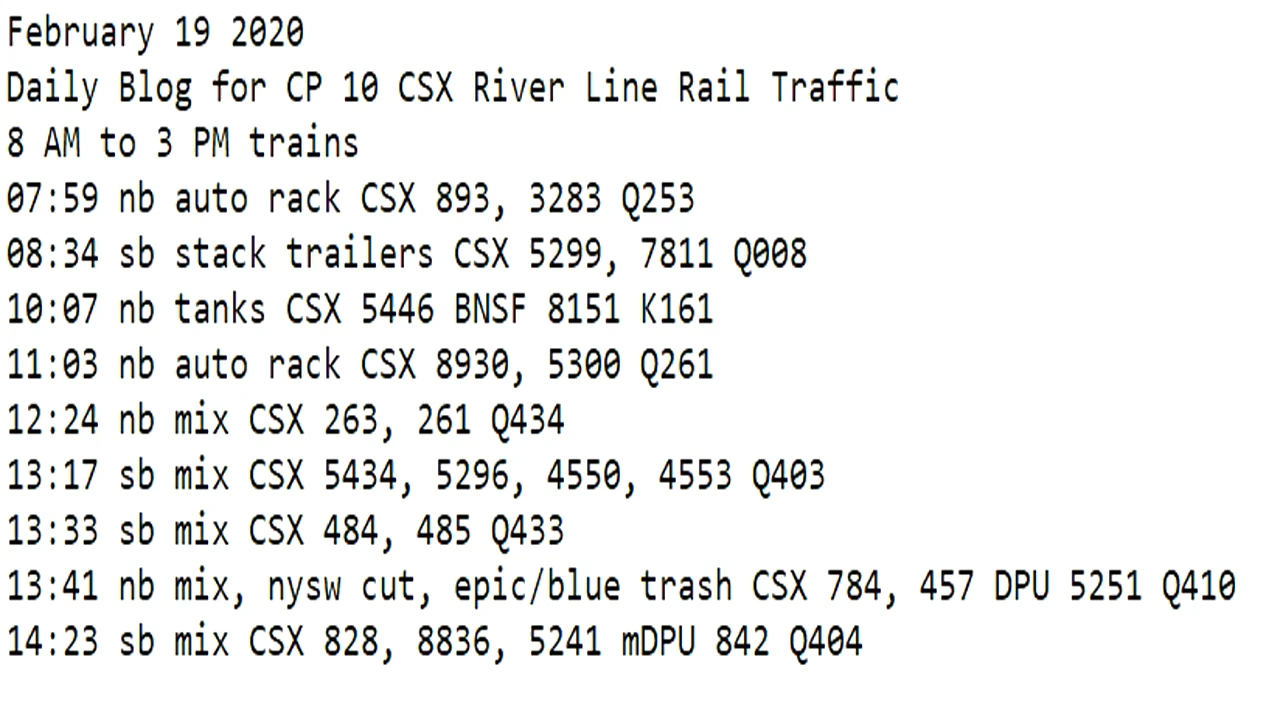 February 19 2020
Daily Blog for CP 10 CSX River Line Rail Traffic
8 AM to 3 PM trains
07:59 nb auto rack CSX 893, 3283 Q253
08:34 sb stack trailers CSX 5299, 7811 Q008
10:07 nb tanks CSX 5446 BNSF 8151 K161
11:03 nb auto rack CSX 8930, 5300 Q261
12:24 nb mix CSX 263, 261 Q434
13:17 sb mix CSX 5434, 5296, 4550, 4553 Q403
13:33 sb mix CSX 484, 485 Q433
13:41 nb mix, nysw cut, epic/blue trash CSX 784, 457 DPU 5251 Q410
14:23 sb mix CSX 828, 8836, 5241 mDPU 842 Q404